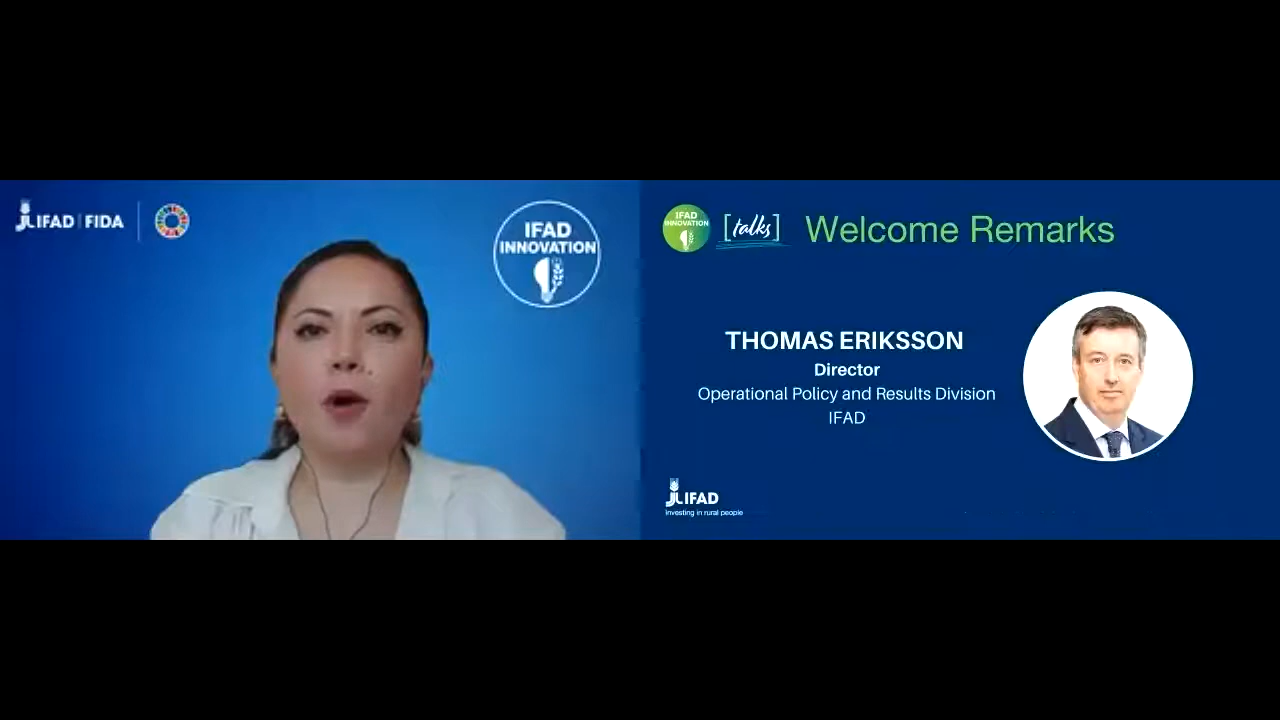 IFAD | FIDA
IFAD
INNOVATION
IFAD
INNOVATION
[talks]
Welcome Remarks
THOMAS ERIKSSON
Director
Operational Policy and Results Division
IFAD
IFAD
Investing in rural people